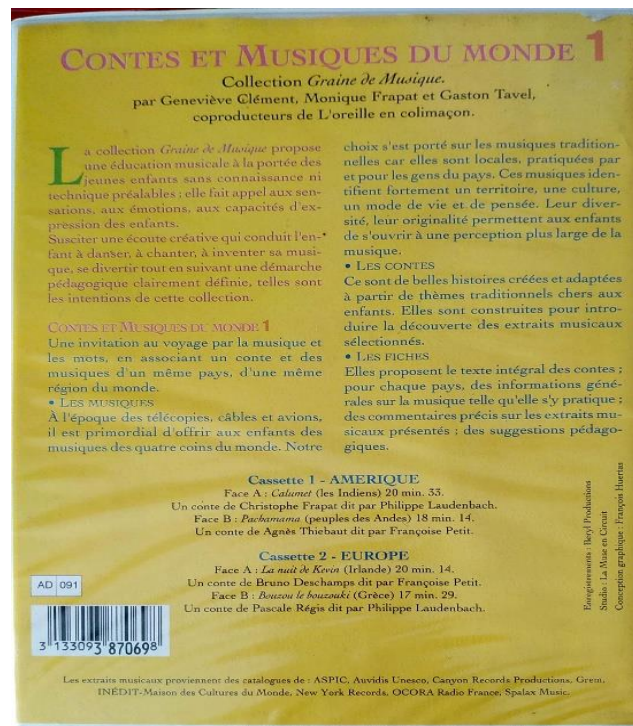 CONTES ET MUSIQUES DU MONDE 1
Collection Graine de Musique.
par Geneviève Clément, Monique Frapat et Gaston Tavel,
coproducteurs de L'oreille en colimaçon.
La collection Graine de Musique propose
une éducation musicale à la portée des
jeunes enfants sans connaissance ni
technique préalables ; elle fait appel aux sen-
sations, aux émotions, aux capacités d'ex-
pression des enfants.
Susciter une écoute créative qui conduit l'en-
fant à danser, à chanter, à inventer sa musi-
que, se divertir tout en suivant une démarche
pédagogique clairement définie, telles sont
les intentions de cette collection.
CONTES ET MUSIQUES DU MONDE 1
Une invitation au voyage par la musique et
les mots, en associant un conte et des
musiques d'un même pays, d'une même
région du monde.
• LES MUSIQUES
À l'époque des télécopies, câbles et avions,
il est primordial d'offrir aux enfants des
musiques des quatre coins du monde. Notre
choix s'est porté sur les musiques tradition-
nelles car elles sont locales, pratiquées par
et pour les gens du pays. Ces musiques iden-
tifient fortement un territoire, une culture,
un mode de vie et de pensée. Leur diver-
sité, leur originalité permettent aux enfants
de s'ouvrir à une perception plus large de la
musique.
• LES CONTES
Ce sont de belles histoires créées et adaptées
à partir de thèmes traditionnels chers aux
enfants. Elles sont construites pour intro-
duire la découverte des extraits musicaux
sélectionnés.
• LES FICHES
Elles proposent le texte intégral des contes ;
pour chaque pays, des informations géné-
rales sur la musique telle qu'elle s'y pratique ;
des commentaires précis sur les extraits mu-
sicaux présentés ; des suggestions pédago-
giques.
Cassette 1 - AMERIQUE
Face A : Calumet (les Indiens) 20 min. 33.
Un conte de Christophe Frapat dit par Philippe Laudenbach.
Face B : Pachamama (peuples des Andes) 18 min. 14.
Un conte de Agnès Thiebaut dit par Françoise Petit.
Cassette 2 - EUROPE
Face A : La nuit de Kevin (Irlande) 20 min. 14.
Un conte de Bruno Deschamps dit par Françoise Petit.
Face B : Bouzou le bouzouki (Grèce) 17 min. 29.
Un conte de Pascale Régis dit par Philippe Laudenbach.
Enregistrements : Beryl Productions
Studio : La Muse en Circuit
Conception graphique : François Huertas
AD 091
3 133093 870698
Les extraits musicaux proviennent des catalogues de : ASPIC, Auvidis Unesco, Canyon Records Productions, Grem,
INÉDIT-Maison des Cultures du Monde, New York Records, OCORA Radio France, Spalax Music.